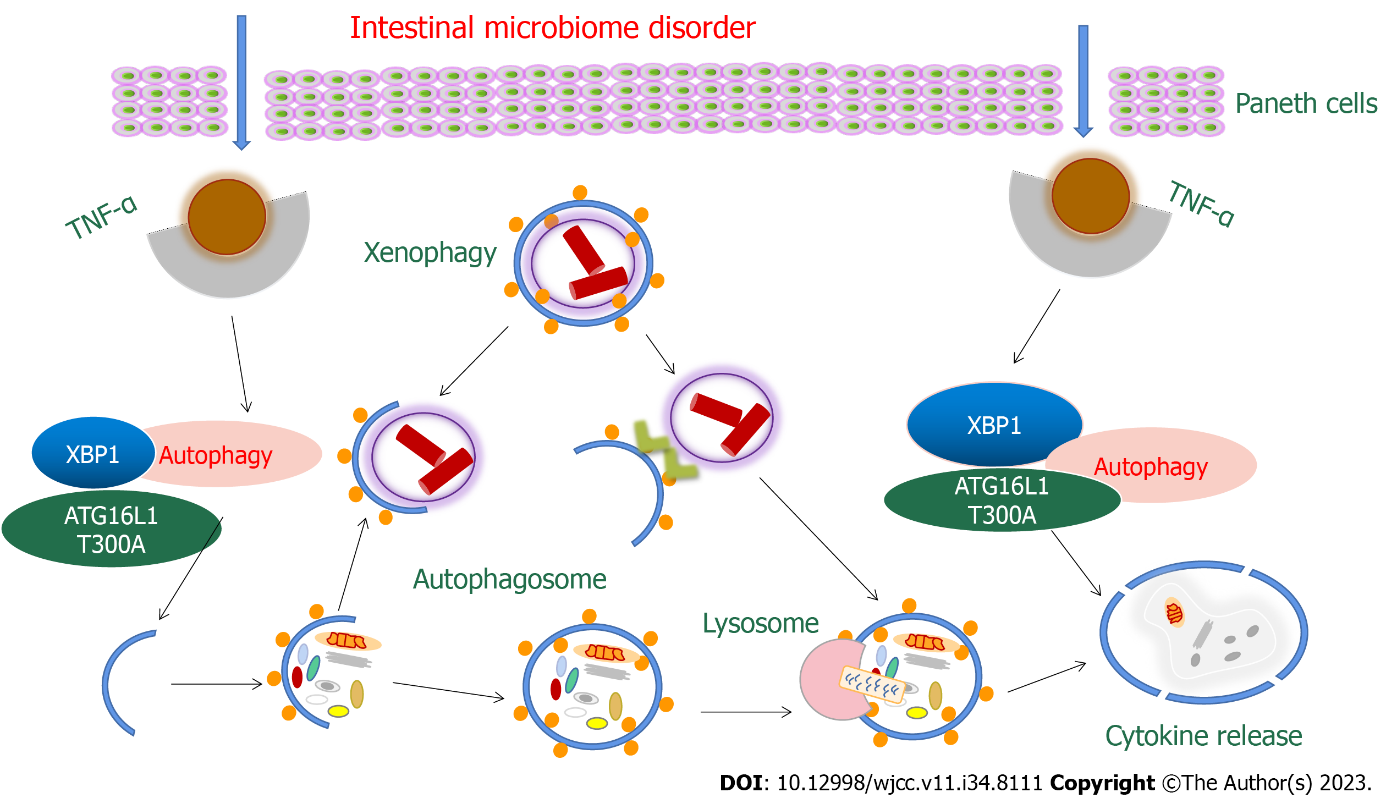 Intestinal microbiome disorder
Paneth cells
TNF-α
TNF-α
Xenophagy
XBP1
Autophagy
ATG16L1
T300A
XBP1
Autophagy
ATG16L1
T300A
Autophagosome
Lysosome
Cytokine release
DOI: 10.12998/wjcc.v11.i34.8111 Copyright ©The Author(s) 2023.